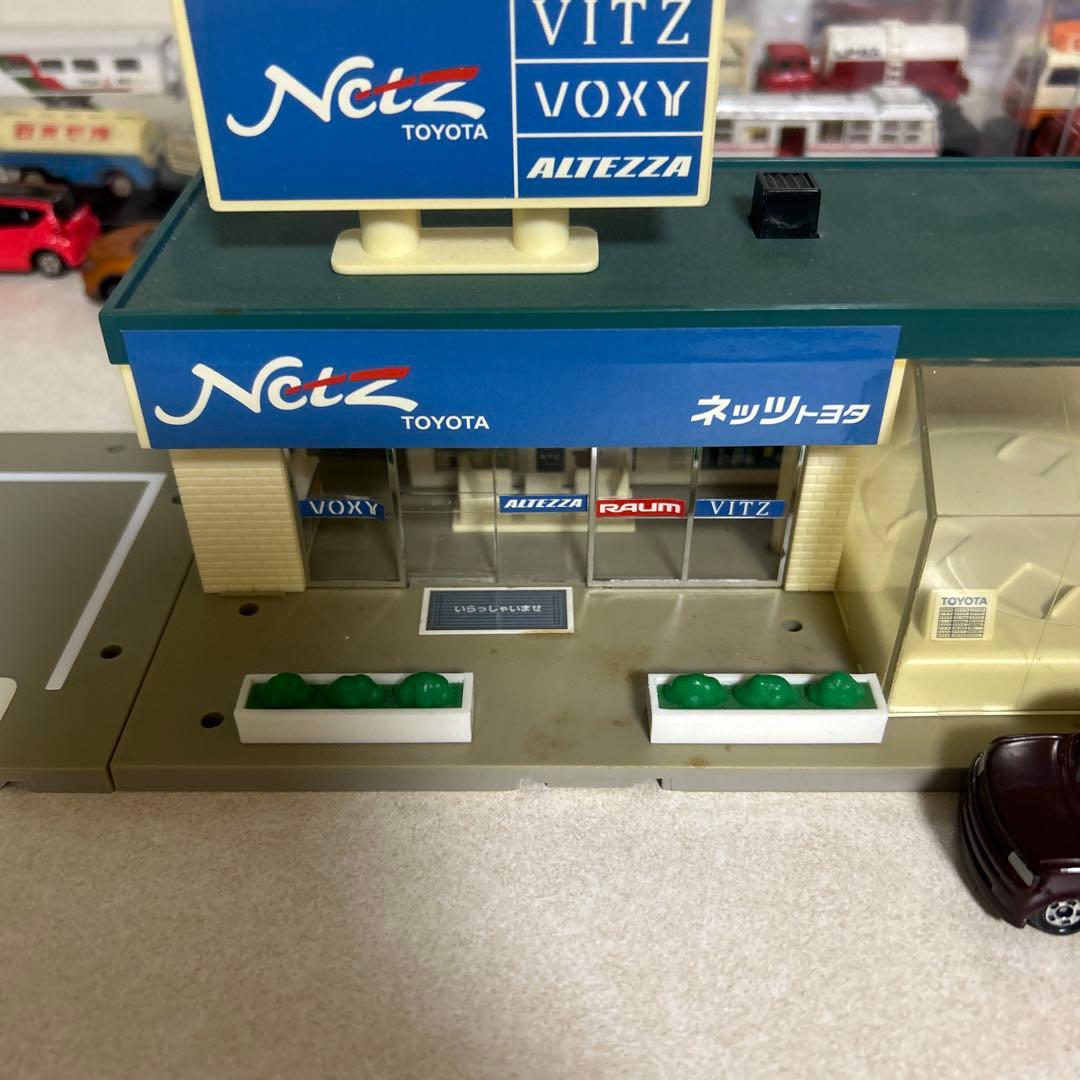 Netz
TOYOTA
VITZ
VOXY
ALTEZZA
Netz
TOYOTA
ネッツトヨタ
VOXY
ALTEZZA
RAUM
VITZ
いらっしゃいませ
TOYOTA